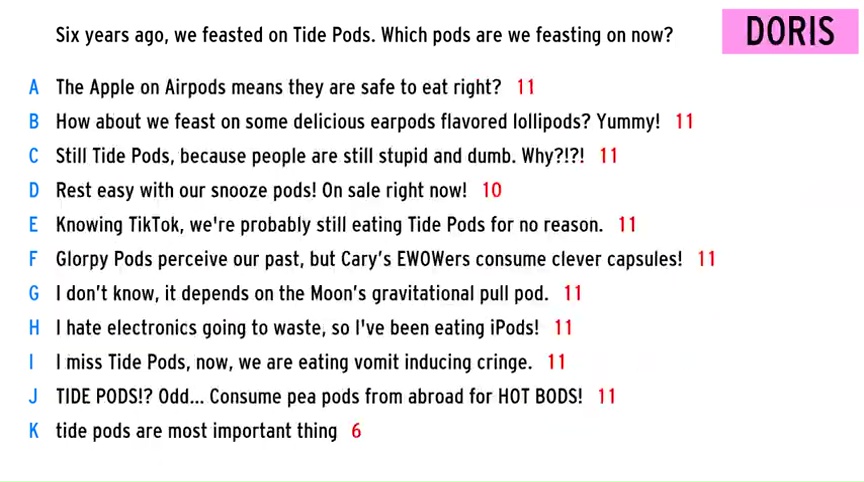 Six years ago, we feasted on Tide Pods. Which pods are we feasting on now?
DORIS
A The Apple on Airpods means they are safe to eat right? 11
B How about we feast on some delicious earpods flavored lollipods? Yummy! 11
C Still Tide Pods, because people are still stupid and dumb. Why?!?! 11
D Rest easy with our snooze pods! On sale right now! 10
E Knowing TikTok, we're probably still eating Tide Pods for no reason. 11
F Glorpy Pods perceive our past, but Cary’s EWOWers consume clever capsules! 11
G I don’t know, it depends on the Moon’s gravitational pull pod. 11
H I hate electronics going to waste, so I've been eating iPods! 11
I I miss Tide Pods, now, we are eating vomit inducing cringe. 11
J TIDE PODS!? Odd... Consume pea pods from abroad for HOT BODS! 11
K tide pods are most important thing 6